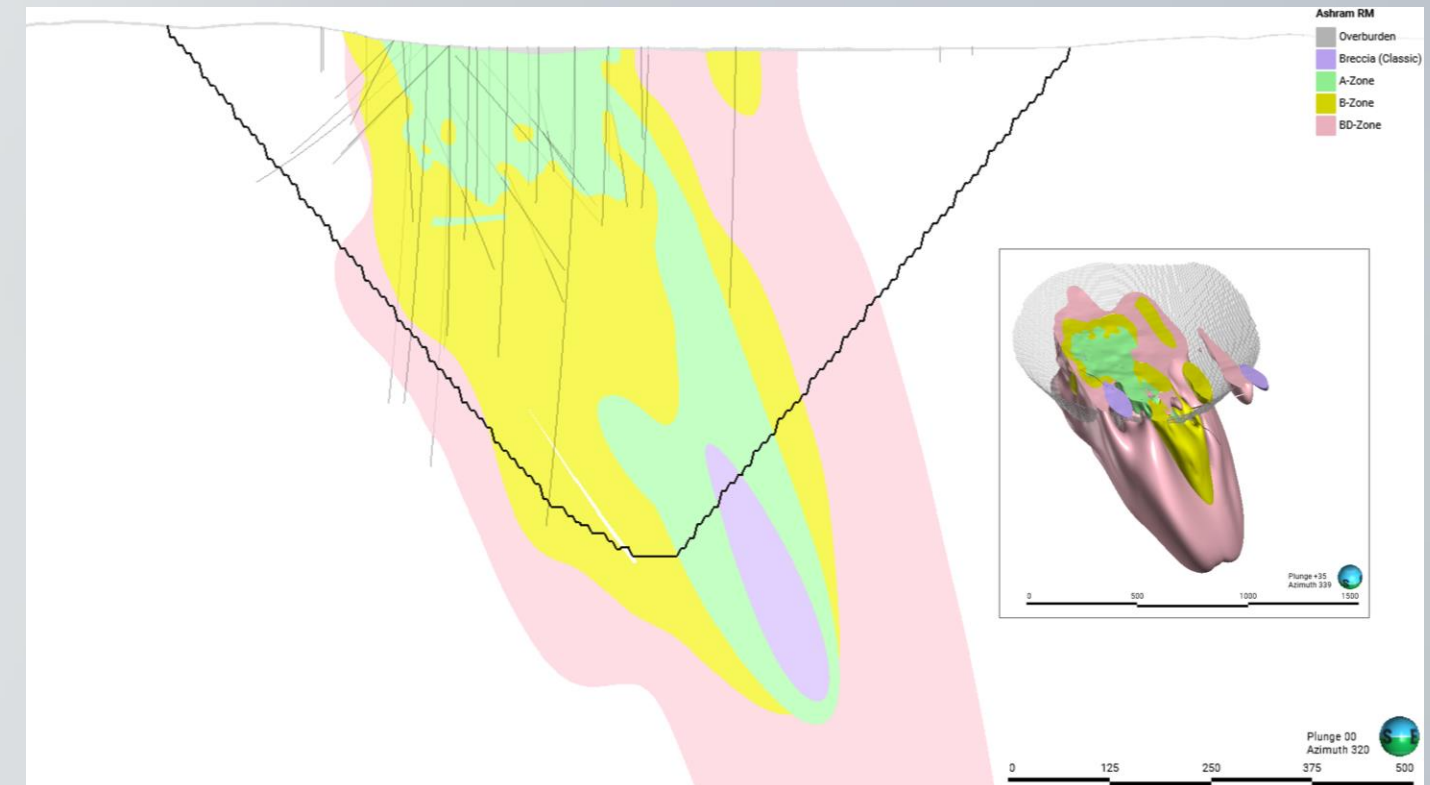 Ashram RM
Overburden
Breccia (Classic)
A-Zone
B-Zone
BD-Zone
Plunge +35
Azimuth 339
0 500 1000 1500
Plunge 00
Azimuth 320
S E
0 125 250 375 500